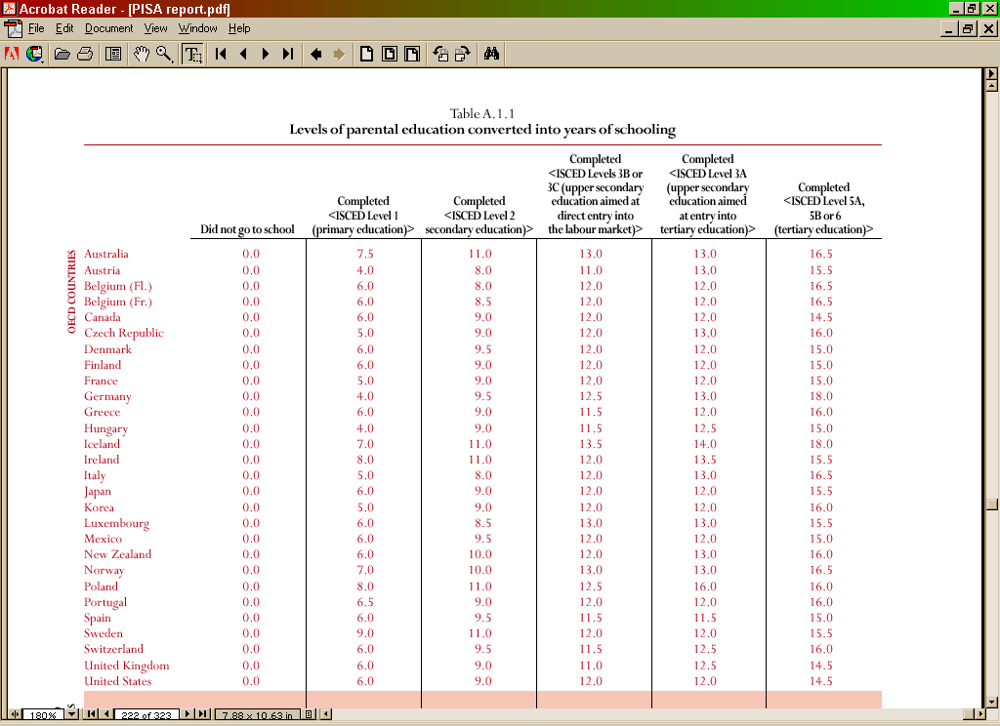 Acrobat Reader - [PISA report.pdf]
File Edit Document View Window Help
Table A.1.1
Levels of parental education converted into years of schooling
Did not go to school
Completed
<ISCED Level 1
(primary education)>
Completed
<ISCED Level 2
secondary education)>
Completed
<ISCED Levels 3B or
3C (upper secondary
education aimed at
direct entry into
the labour market)>
Completed
<ISCED Level 3A
(upper secondary
education aimed
at entry into
tertiary education)>
Completed
<ISCED Level 5A,
5B or 6
(tertiary education)>
OECD COUNTRIES
Australia 0.0 7.5 11.0 13.0 13.0 16.5
Austria 0.0 4.0 8.0 11.0 13.0 15.5
Belgium (Fl.) 0.0 6.0 8.0 12.0 12.0 16.5
Belgium (Fr.) 0.0 6.0 8.5 12.0 12.0 16.5
Canada 0.0 6.0 9.0 12.0 12.0 14.5
Czech Republic 0.0 5.0 9.0 12.0 13.0 16.0
Denmark 0.0 6.0 9.5 12.0 12.0 15.0
Finland 0.0 6.0 9.0 12.0 12.0 15.0
France 0.0 5.0 9.0 12.0 12.0 15.0
Germany 0.0 4.0 9.5 12.5 13.0 18.0
Greece 0.0 6.0 9.0 11.5 12.0 16.0
Hungary 0.0 4.0 9.0 11.5 12.5 15.0
Iceland 0.0 7.0 11.0 13.5 14.0 18.0
Ireland 0.0 8.0 11.0 12.0 13.5 15.5
Italy 0.0 5.0 8.0 12.0 13.0 16.5
Japan 0.0 6.0 9.0 12.0 12.0 15.5
Korea 0.0 5.0 9.0 12.0 12.0 16.0
Luxembourg 0.0 6.0 8.5 13.0 13.0 15.5
Mexico 0.0 6.0 9.5 12.0 12.0 15.0
New Zealand 0.0 6.0 10.0 12.0 13.0 16.0
Norway 0.0 7.0 10.0 13.0 13.0 16.5
Poland 0.0 8.0 11.0 12.5 16.0 16.0
Portugal 0.0 6.5 9.0 12.0 12.0 16.0
Spain 0.0 6.0 9.5 11.5 11.5 15.0
Sweden 0.0 9.0 11.0 12.0 12.0 15.5
Switzerland 0.0 6.0 9.5 11.5 12.5 16.0
United Kingdom 0.0 6.0 9.0 11.0 12.5 14.5
United States 0.0 6.0 9.0 12.0 12.0 14.5
180% 222 of 323 7.88 x 10.63 in